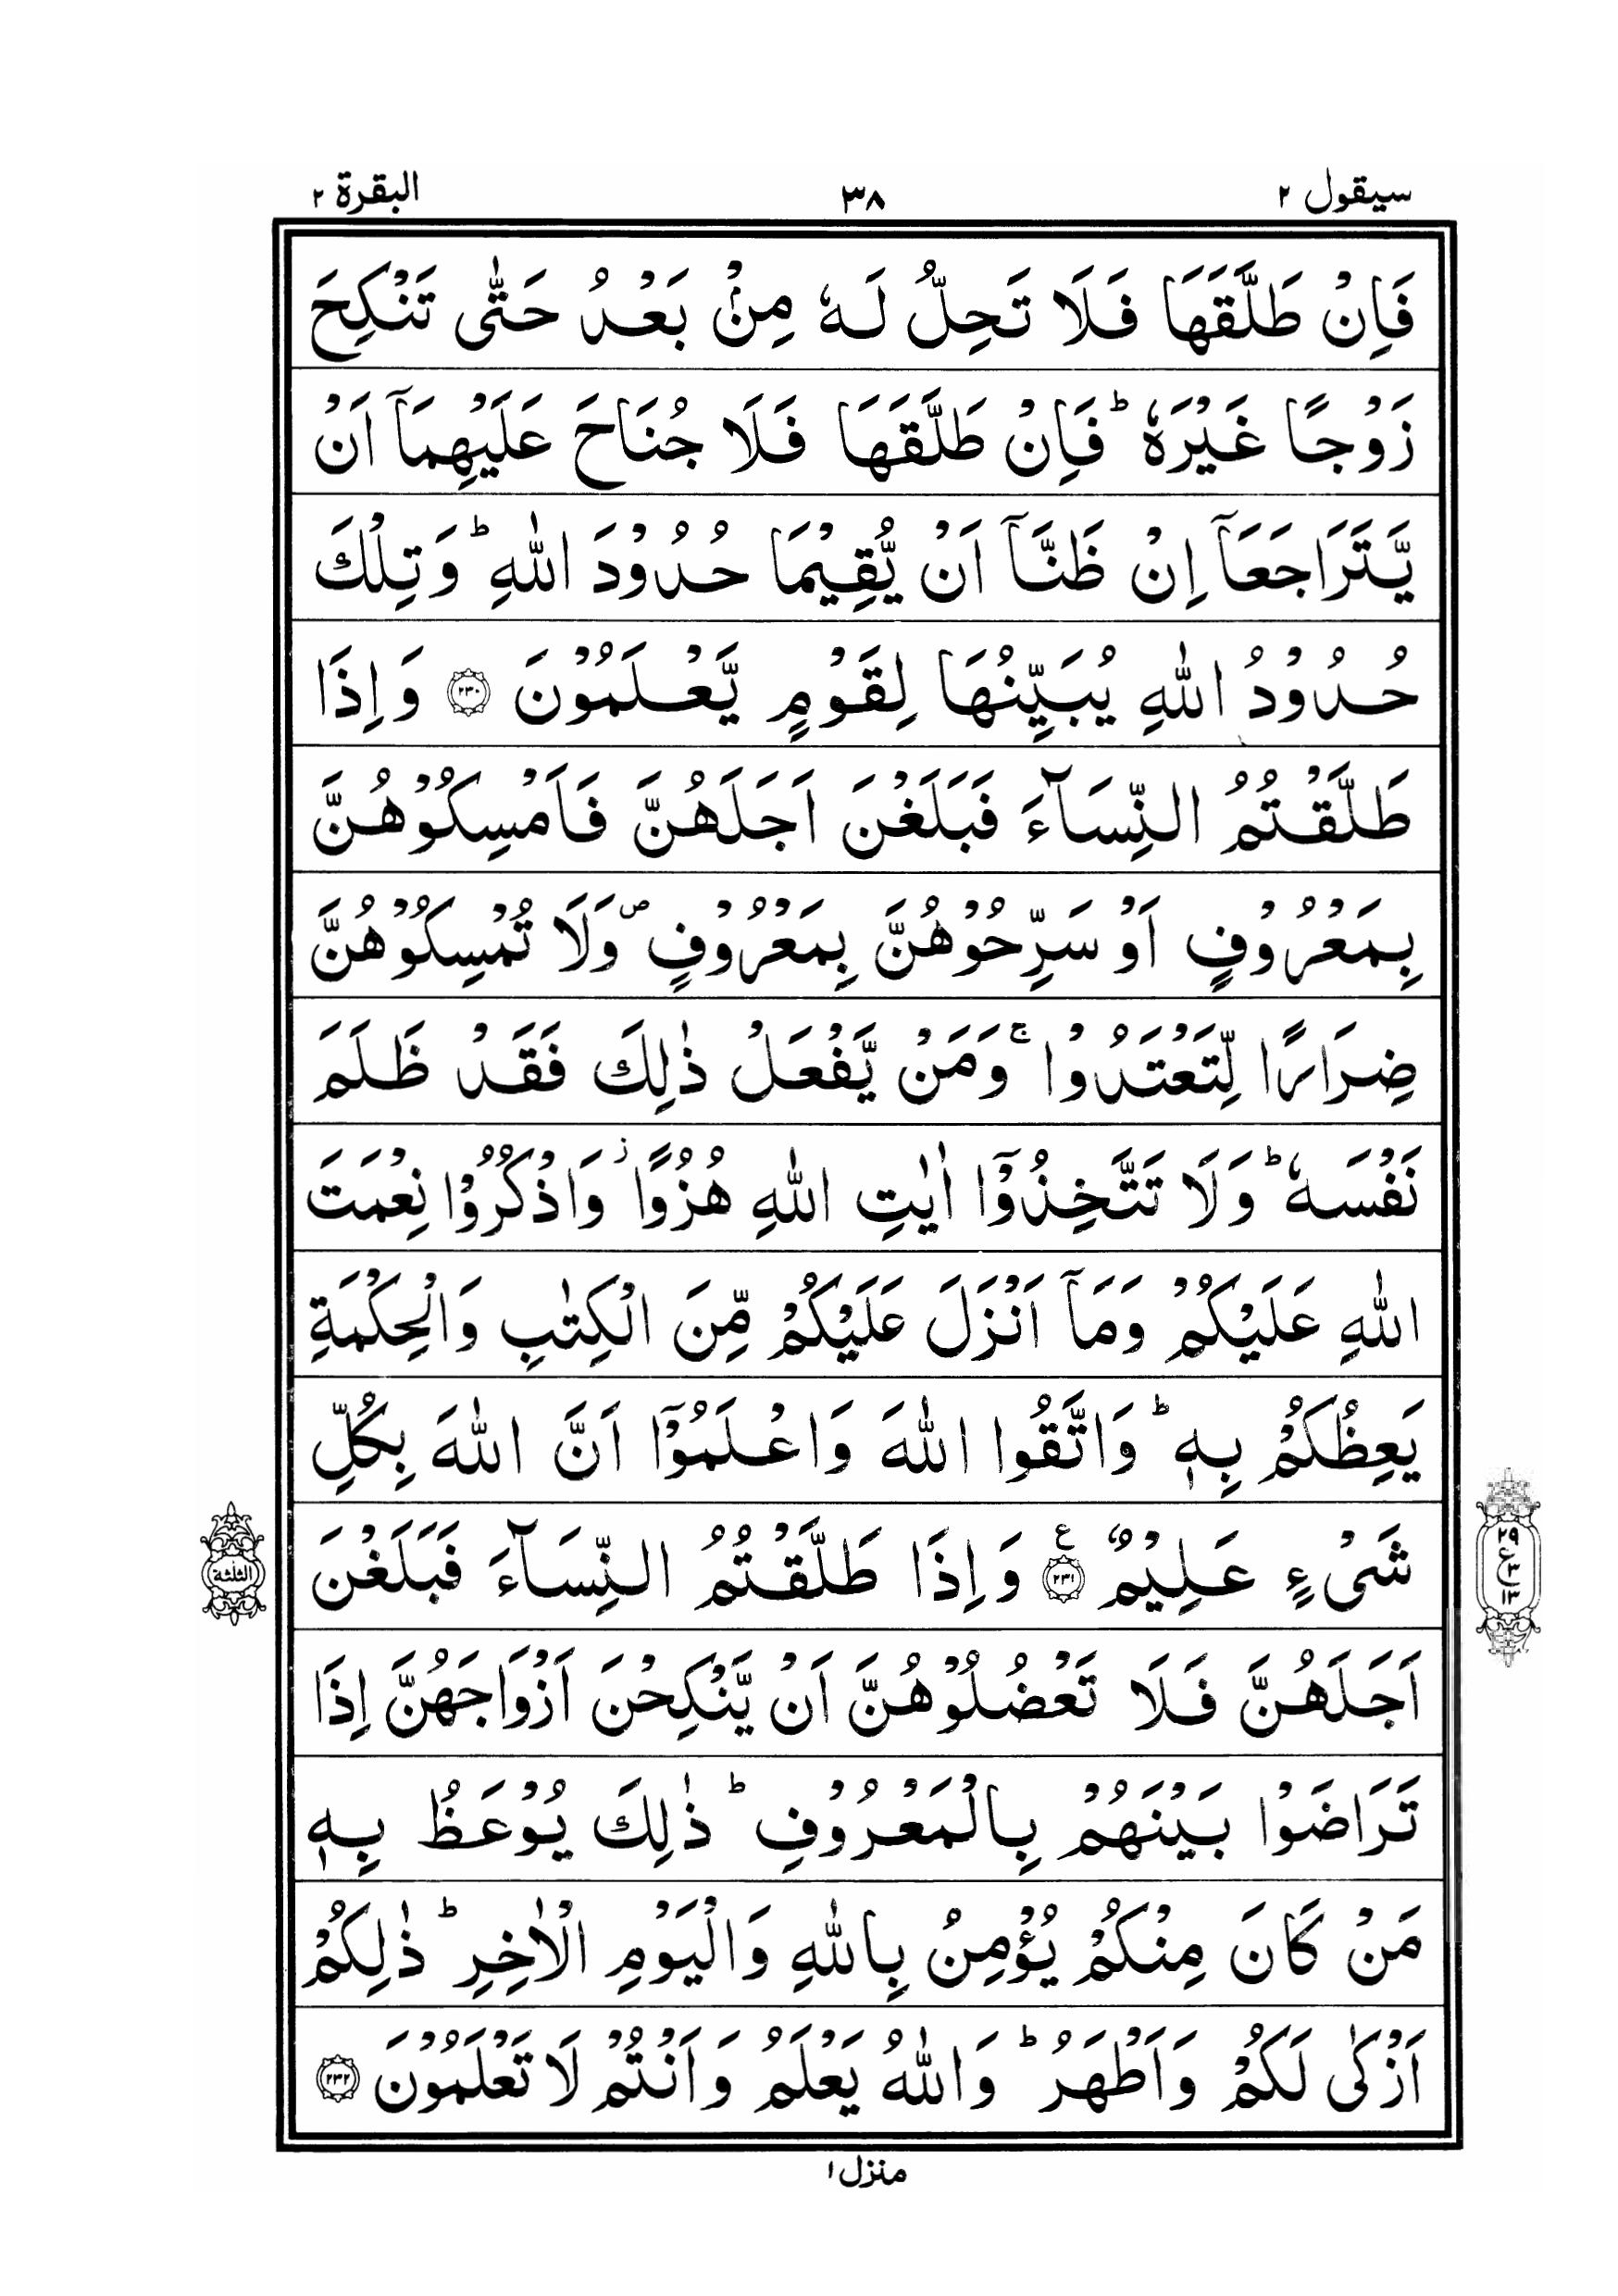 سيقول ٢ ٣٨ البقرة ٢
فَاِنْ طَلَّقَهَا فَلَا تَحِلُّ لَهٗ مِنْۢ بَعْدُ حَتّٰى تَنْكِحَ
زَوْجًا غَيْرَهٗ ؕ فَاِنْ طَلَّقَهَا فَلَا جُنَاحَ عَلَيْهِمَاۤ اَنْ
يَّتَرَاجَعَاۤ اِنْ ظَنَّاۤ اَنْ يُّقِيْمَا حُدُوْدَ اللّٰهِ ؕ وَتِلْكَ
حُدُوْدُ اللّٰهِ يُبَيِّنُهَا لِقَوْمٍ يَّعْلَمُوْنَ ﴿٢٣٠﴾ وَاِذَا
طَلَّقْتُمُ النِّسَآءَ فَبَلَغْنَ اَجَلَهُنَّ فَاَمْسِكُوْهُنَّ
بِمَعْرُوْفٍ اَوْ سَرِّحُوْهُنَّ بِمَعْرُوْفٍ ۪ وَلَا تُمْسِكُوْهُنَّ
ضِرَارًا لِّتَعْتَدُوْا ۚ وَمَنْ يَّفْعَلْ ذٰلِكَ فَقَدْ ظَلَمَ
نَفْسَهٗ ؕ وَلَا تَتَّخِذُوْۤا اٰيٰتِ اللّٰهِ هُزُوًا ؗ وَاذْكُرُوْا نِعْمَتَ
اللّٰهِ عَلَيْكُمْ وَمَاۤ اَنْزَلَ عَلَيْكُمْ مِّنَ الْكِتٰبِ وَالْحِكْمَةِ
يَعِظُكُمْ بِهٖ ؕ وَاتَّقُوا اللّٰهَ وَاعْلَمُوْۤا اَنَّ اللّٰهَ بِكُلِّ
شَىْءٍ عَلِيْمٌ ﴿٢٣١﴾ ع وَاِذَا طَلَّقْتُمُ النِّسَآءَ فَبَلَغْنَ
٢٩ ع ٣ ١٣
الثلثة
اَجَلَهُنَّ فَلَا تَعْضُلُوْهُنَّ اَنْ يَّنْكِحْنَ اَزْوَاجَهُنَّ اِذَا
تَرَاضَوْا بَيْنَهُمْ بِالْمَعْرُوْفِ ؕ ذٰلِكَ يُوْعَظُ بِهٖ
مَنْ كَانَ مِنْكُمْ يُؤْمِنُ بِاللّٰهِ وَالْيَوْمِ الْاٰخِرِ ؕ ذٰلِكُمْ
اَزْكٰى لَكُمْ وَاَطْهَرُ ؕ وَاللّٰهُ يَعْلَمُ وَاَنْتُمْ لَا تَعْلَمُوْنَ ﴿٢٣٢﴾
منزل ١